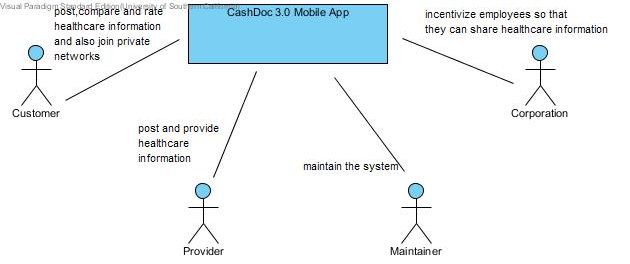 Visual Paradigm Standard Edition(University of Southern California)
CashDoc 3.0 Mobile App
post,compare and rate
healthcare information
and also join private
networks
incentivize employees so that
they can share healthcare information
Customer
Corporation
post and provide
healthcare
information
maintain the system
Provider
Maintainer